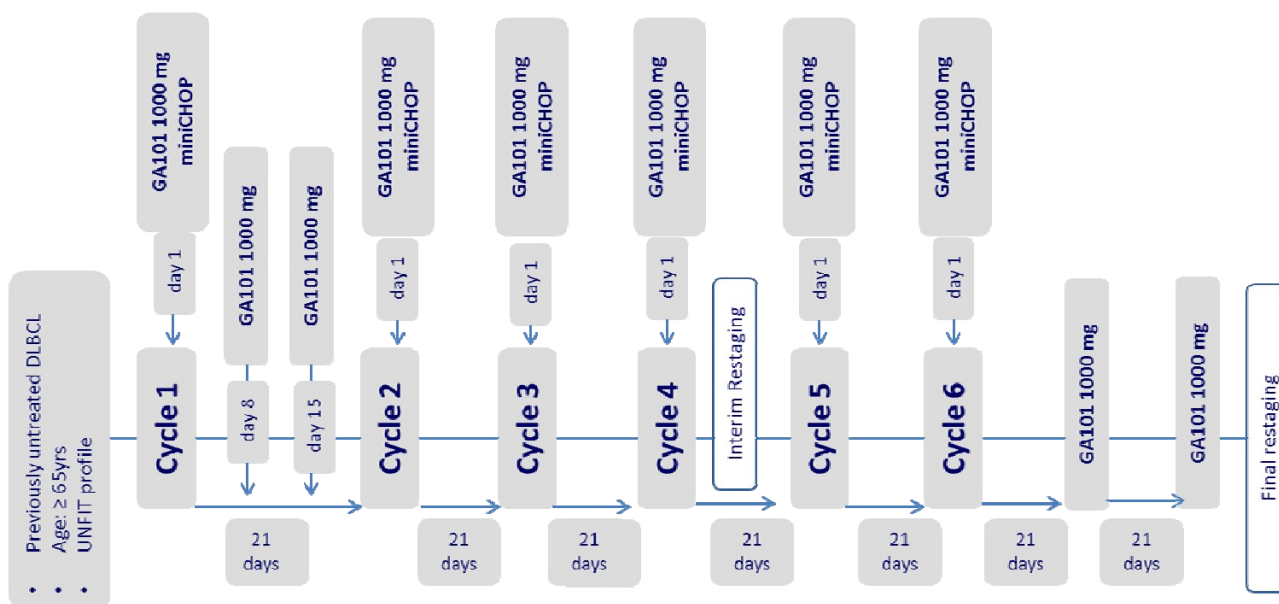 • Previously untreated DLBCL
• Age: ≥ 65yrs
• UNFIT profile
GA101 1000 mg
miniCHOP
day 1
Cycle 1
GA101 1000 mg
day 8
GA101 1000 mg
day 15
21
days
GA101 1000 mg
miniCHOP
day 1
Cycle 2
21
days
GA101 1000 mg
miniCHOP
day 1
Cycle 3
21
days
GA101 1000 mg
miniCHOP
day 1
Cycle 4
Interim Restaging
21
days
GA101 1000 mg
miniCHOP
day 1
Cycle 5
21
days
GA101 1000 mg
miniCHOP
day 1
Cycle 6
21
days
GA101 1000 mg
21
days
GA101 1000 mg
Final restaging